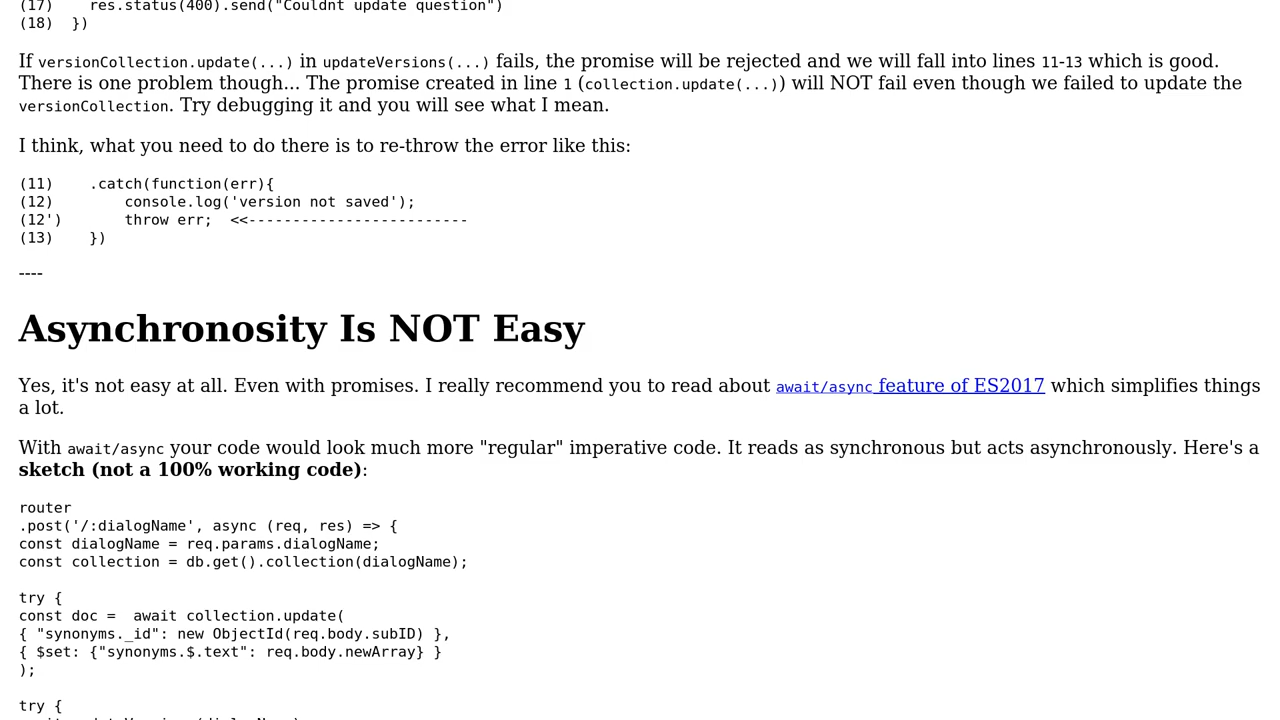 (17)    res.status(400).send("Couldnt update question")
(18)  })
If versionCollection.update(...) in updateVersions(...) fails, the promise will be rejected and we will fall into lines 11-13 which is good.
There is one problem though... The promise created in line 1 (collection.update(...)) will NOT fail even though we failed to update the
versionCollection. Try debugging it and you will see what I mean.
I think, what you need to do there is to re-throw the error like this:
(11)    .catch(function(err){
(12)        console.log('version not saved');
(12')       throw err;  <<-------------------------
(13)    })
----
Asynchronosity Is NOT Easy
Yes, it's not easy at all. Even with promises. I really recommend you to read about await/async feature of ES2017 which simplifies things
a lot.
With await/async your code would look much more "regular" imperative code. It reads as synchronous but acts asynchronously. Here's a
sketch (not a 100% working code):
router
.post('/:dialogName', async (req, res) => {
const dialogName = req.params.dialogName;
const collection = db.get().collection(dialogName);
try {
const doc =  await collection.update(
{ "synonyms._id": new ObjectId(req.body.subID) },
{ $set: {"synonyms.$.text": req.body.newArray} }
);
try {